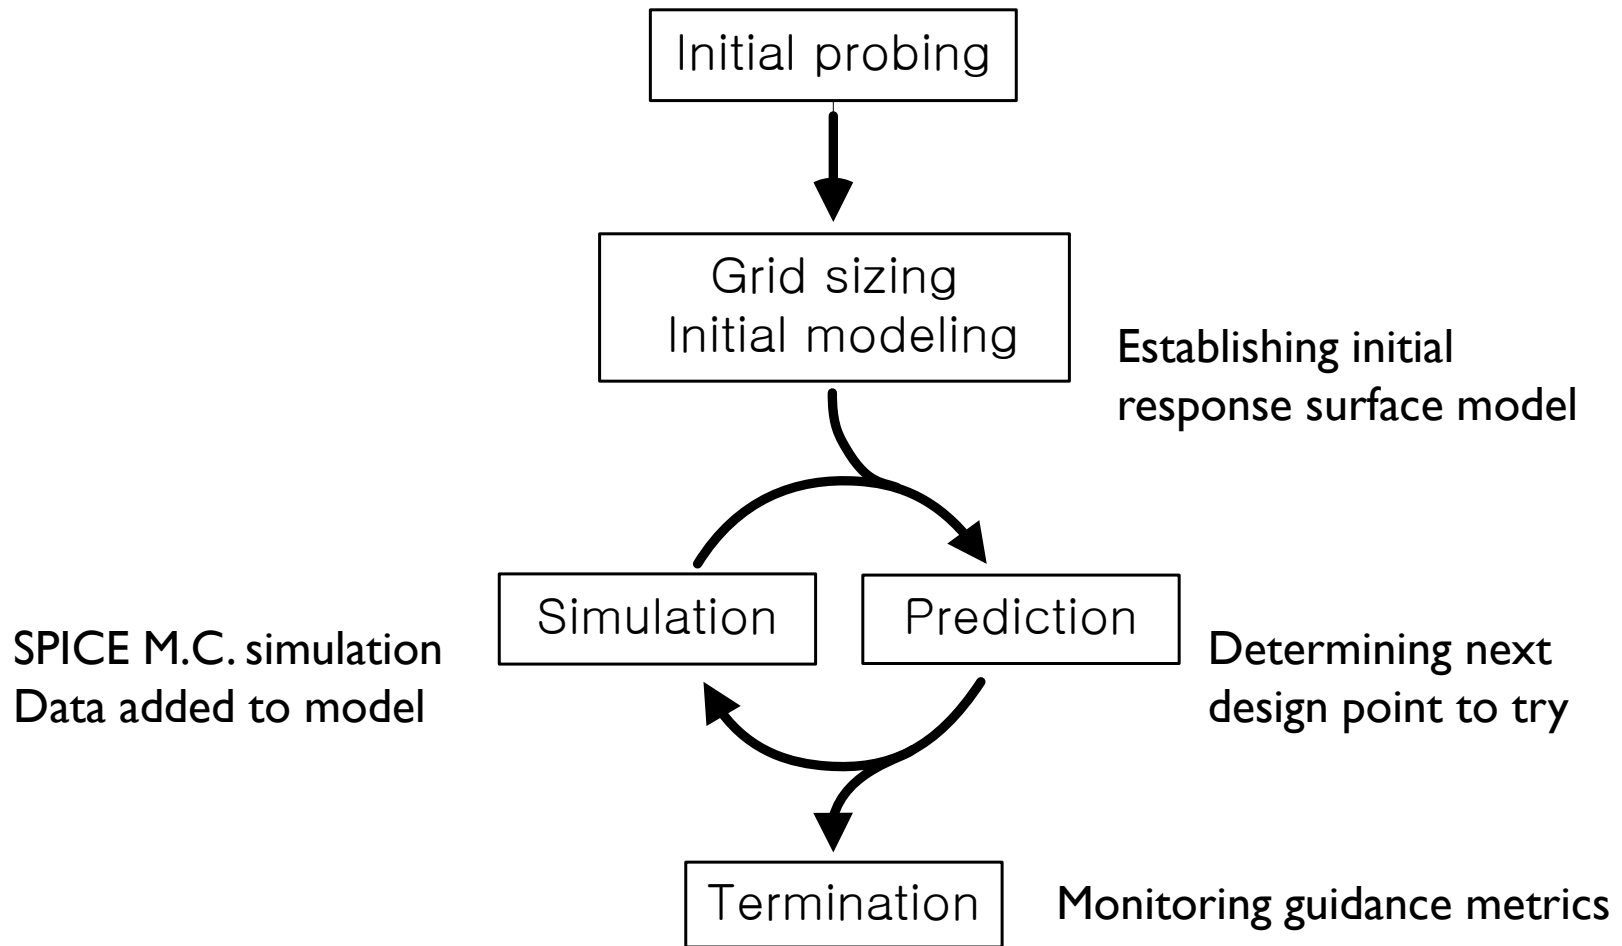 Initial probing
Grid sizing
Initial modeling
Establishing initial
response surface model
Simulation
Prediction
SPICE M.C. simulation
Data added to model
Determining next
design point to try
Termination
Monitoring guidance metrics